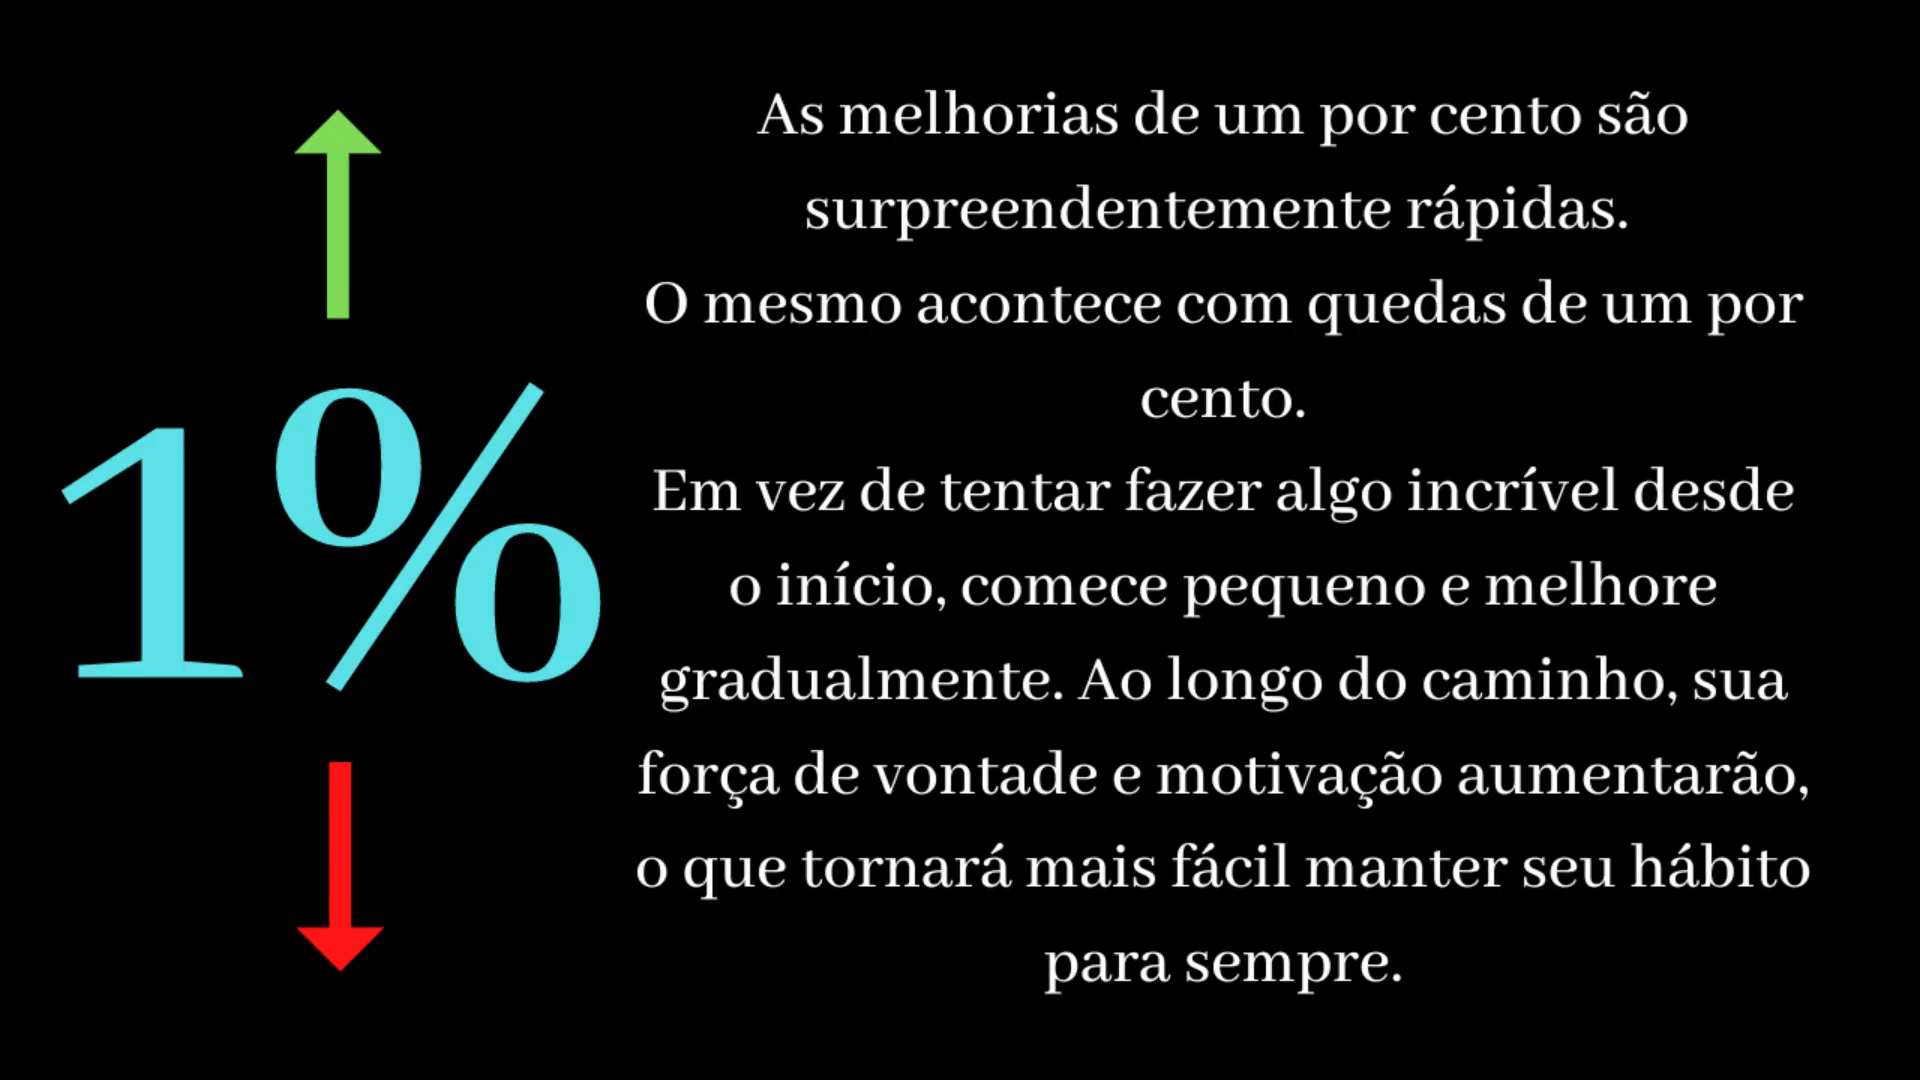 1%
As melhorias de um por cento são
surpreendentemente rápidas.
O mesmo acontece com quedas de um por
cento.
Em vez de tentar fazer algo incrível desde
o início, comece pequeno e melhore
gradualmente. Ao longo do caminho, sua
força de vontade e motivação aumentarão,
o que tornará mais fácil manter seu hábito
para sempre.